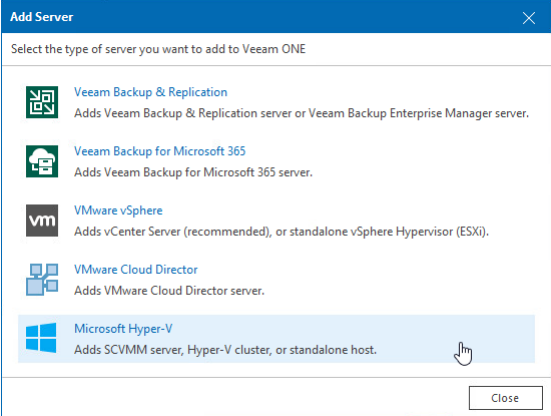 Add Server
Select the type of server you want to add to Veeam ONE
Veeam Backup & Replication
Adds Veeam Backup & Replication server or Veeam Backup Enterprise Manager server.
Veeam Backup for Microsoft 365
Adds Veeam Backup for Microsoft 365 server.
vm
VMware vSphere
Adds vCenter Server (recommended), or standalone vSphere Hypervisor (ESXi).
VMware Cloud Director
Adds VMware Cloud Director server.
Microsoft Hyper-V
Adds SCVMM server, Hyper-V cluster, or standalone host.
Close